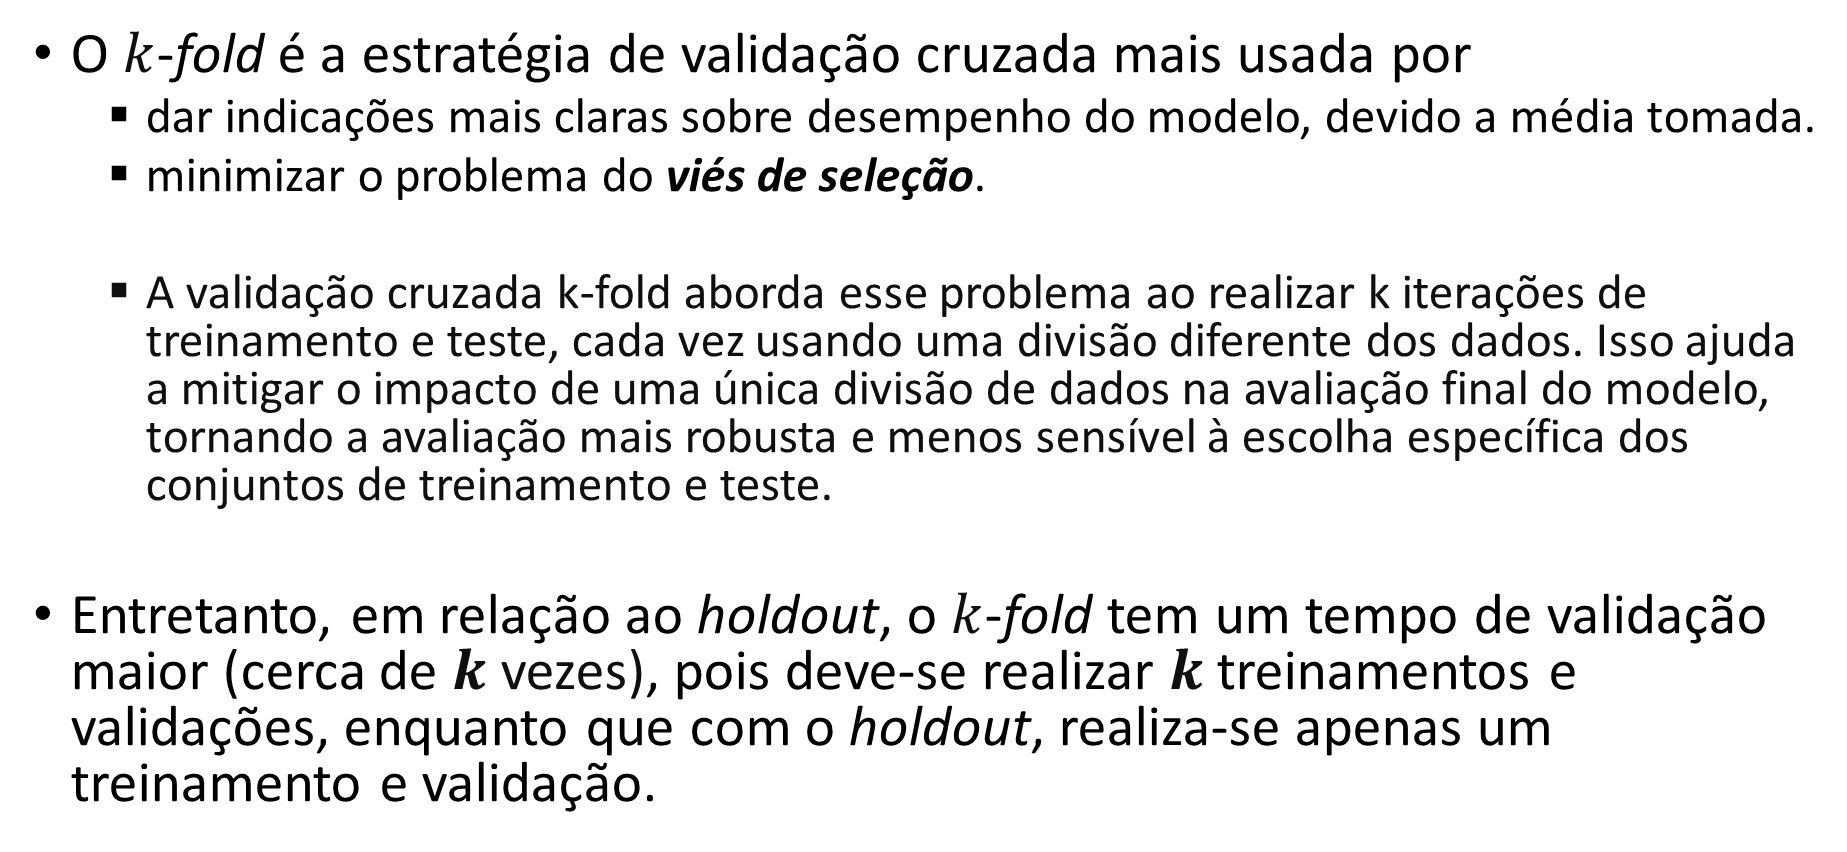 • O k-fold é a estratégia de validação cruzada mais usada por
▪ dar indicações mais claras sobre desempenho do modelo, devido a média tomada.
▪ minimizar o problema do viés de seleção.
▪ A validação cruzada k-fold aborda esse problema ao realizar k iterações de
treinamento e teste, cada vez usando uma divisão diferente dos dados. Isso ajuda
a mitigar o impacto de uma única divisão de dados na avaliação final do modelo,
tornando a avaliação mais robusta e menos sensível à escolha específica dos
conjuntos de treinamento e teste.
• Entretanto, em relação ao holdout, o k-fold tem um tempo de validação
maior (cerca de k vezes), pois deve-se realizar k treinamentos e
validações, enquanto que com o holdout, realiza-se apenas um
treinamento e validação.